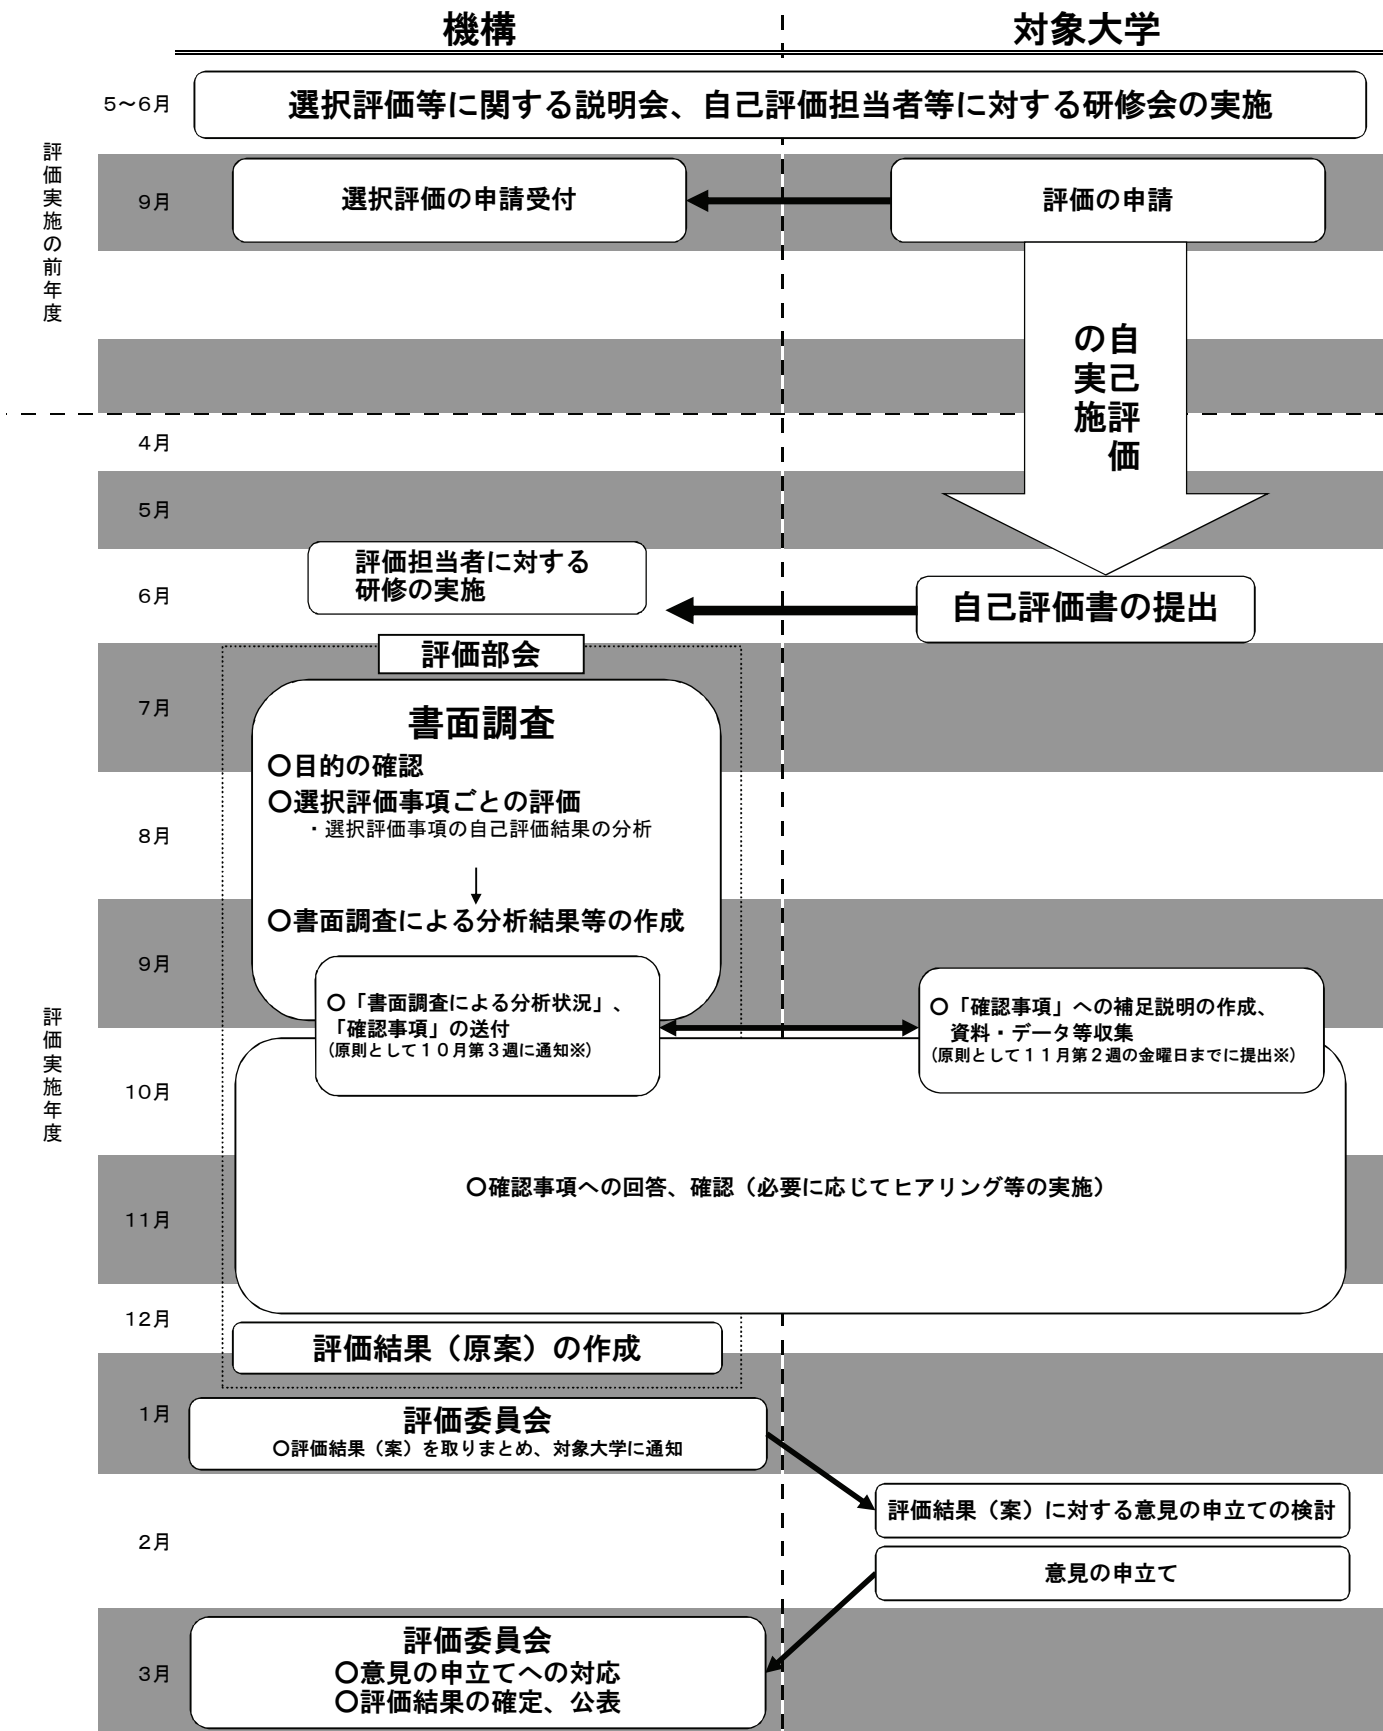 機構
対象大学
5～6月
選択評価等に関する説明会、自己評価担当者等に対する研修会の実施
評価実施の前年度
9月
選択評価の申請受付
評価の申請
自己評価
の実施
4月
5月
評価担当者に対する
研修の実施
6月
自己評価書の提出
評価部会
7月
書面調査
○目的の確認
○選択評価事項ごとの評価
・選択評価事項の自己評価結果の分析
8月
○書面調査による分析結果等の作成
9月
○「書面調査による分析状況」、
「確認事項」の送付
(原則として１０月第３週に通知※)
○「確認事項」への補足説明の作成、
資料・データ等収集
(原則として１１月第２週の金曜日までに提出※)
評価実施年度
10月
○確認事項への回答、確認（必要に応じてヒアリング等の実施）
11月
12月
評価結果（原案）の作成
1月
評価委員会
○評価結果（案）を取りまとめ、対象大学に通知
評価結果（案）に対する意見の申立ての検討
2月
意見の申立て
評価委員会
3月
○意見の申立てへの対応
○評価結果の確定、公表